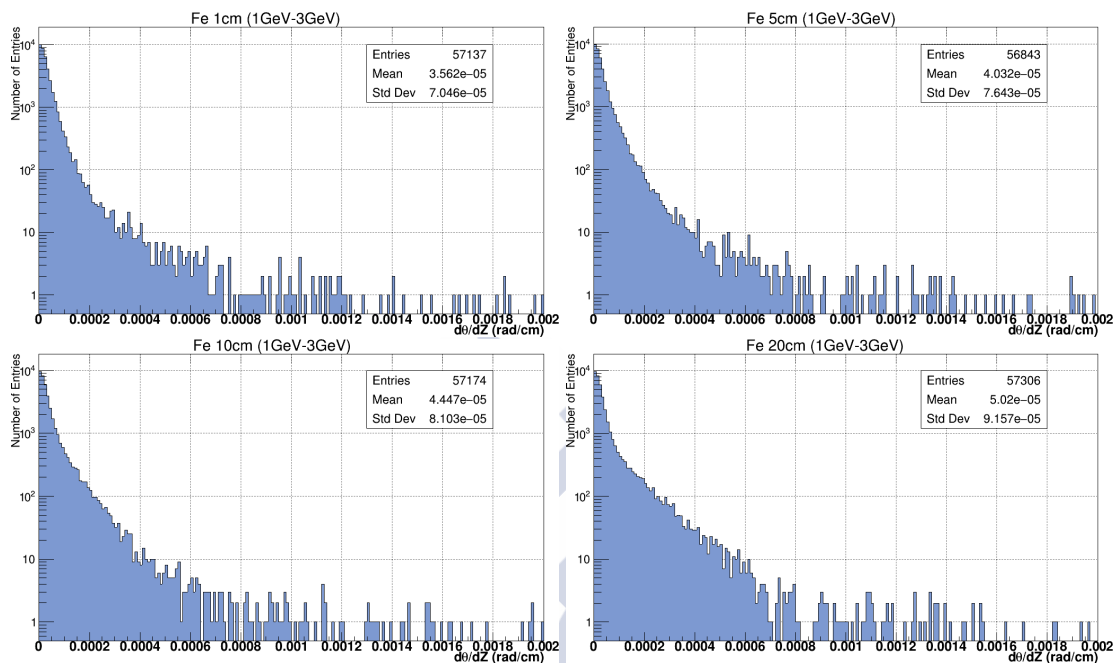 Fe 1cm (1GeV-3GeV)
Number of Entries
10⁴
10³
10²
10
1
Entries 57137
Mean 3.562e−05
Std Dev 7.046e−05
0 0.0002 0.0004 0.0006 0.0008 0.001 0.0012 0.0014 0.0016 0.0018 0.002
dθ/dZ (rad/cm)
Fe 5cm (1GeV-3GeV)
Number of Entries
10⁴
10³
10²
10
1
Entries 56843
Mean 4.032e−05
Std Dev 7.643e−05
0 0.0002 0.0004 0.0006 0.0008 0.001 0.0012 0.0014 0.0016 0.0018 0.002
dθ/dZ (rad/cm)
Fe 10cm (1GeV-3GeV)
Number of Entries
10⁴
10³
10²
10
1
Entries 57174
Mean 4.447e−05
Std Dev 8.103e−05
0 0.0002 0.0004 0.0006 0.0008 0.001 0.0012 0.0014 0.0016 0.0018 0.002
dθ/dZ (rad/cm)
Fe 20cm (1GeV-3GeV)
Number of Entries
10⁴
10³
10²
10
1
Entries 57306
Mean 5.02e−05
Std Dev 9.157e−05
0 0.0002 0.0004 0.0006 0.0008 0.001 0.0012 0.0014 0.0016 0.0018 0.002
dθ/dZ (rad/cm)